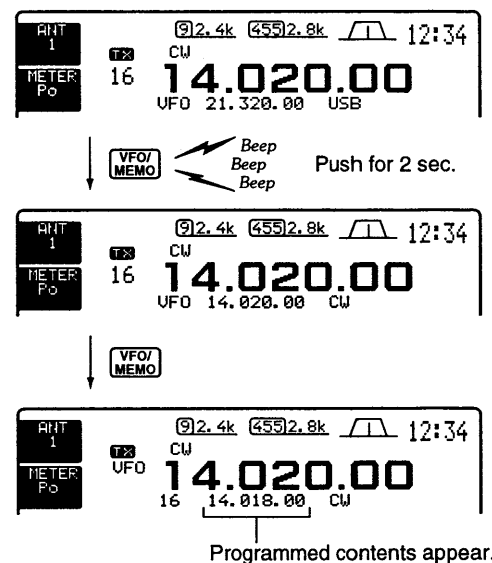 ANT 1 9 2.4k 455 2.8k 12:34
TX CW
METER Po 16 14.020.00
VFO 21.320.00 USB
VFO/MEMO Beep Beep Beep Push for 2 sec.
ANT 1 9 2.4k 455 2.8k 12:34
TX CW
METER Po 16 14.020.00
VFO 14.020.00 CW
VFO/MEMO
ANT 1 9 2.4k 455 2.8k 12:34
TX CW
METER Po VFO 14.020.00
16 14.018.00 CW
Programmed contents appear.